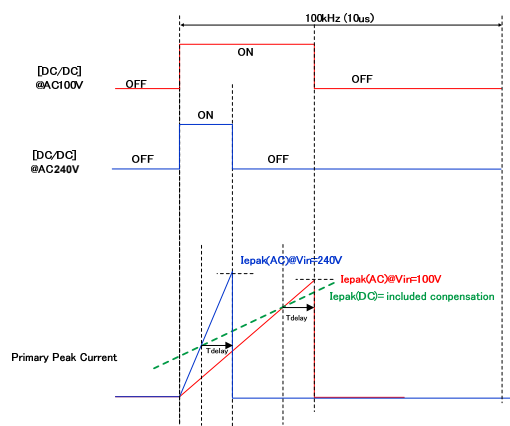 100kHz (10us)
[DC/DC]
@AC100V
OFF
ON
OFF
[DC/DC]
@AC240V
OFF
ON
OFF
Iepak(AC)@Vin=240V
Iepak(AC)@Vin=100V
Iepak(DC)= included conpensation
Tdelay
Tdelay
Primary Peak Current